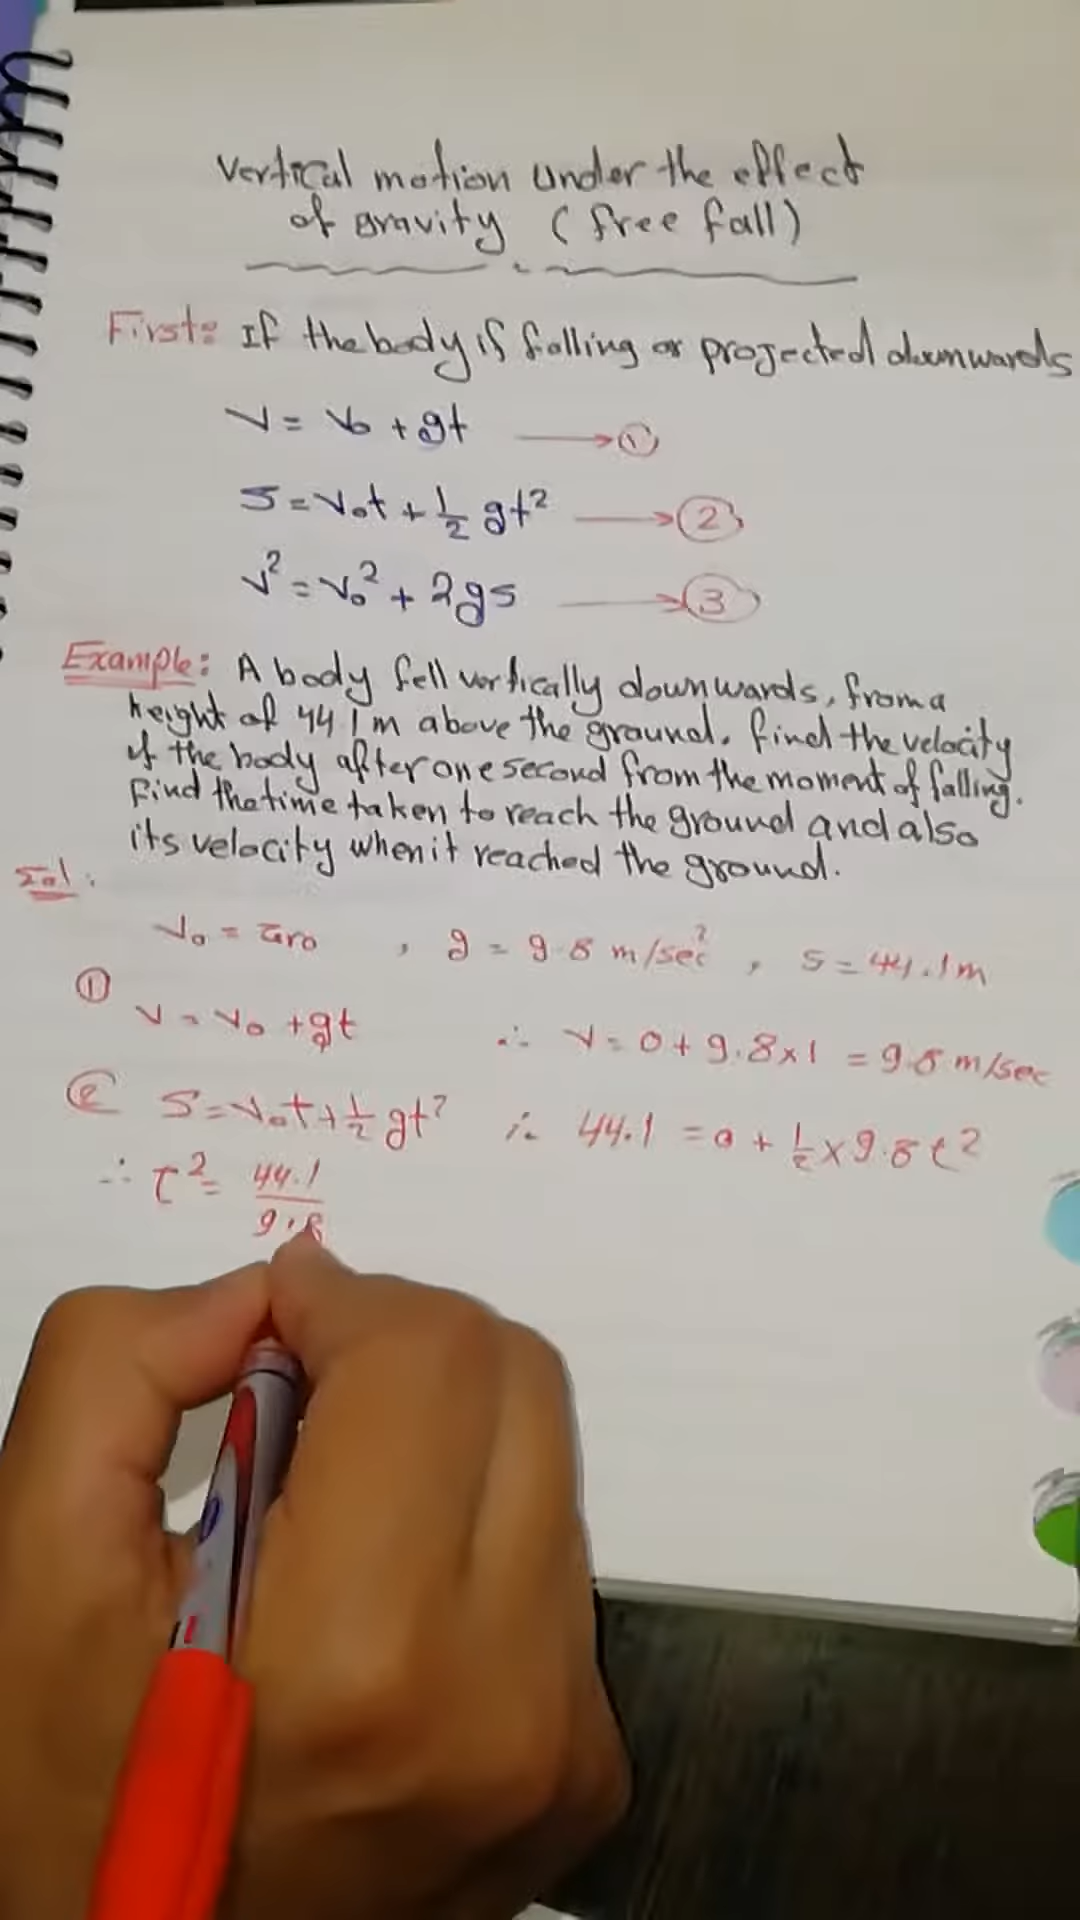 Vertical motion under the effect
of gravity (free fall)
First: If the body if falling or projected downwards
V = V₀ + gt → ①
S = V₀t + ½ gt² → ②
V² = V₀² + 2gs → ③
Example: A body fell vertically downwards, from a
height of 44.1 m above the ground. find the velocity
of the body after one second from the moment of falling.
Find the time taken to reach the ground and also
its velocity when it reached the ground.
Sol:
V₀ = zero , g = 9.8 m/sec² , S = 44.1 m
① V = V₀ + gt ∴ V = 0 + 9.8 × 1 = 9.8 m/sec
② S = V₀t + ½ gt² ∴ 44.1 = 0 + ½ × 9.8 t²
∴ t² = 44.1 / 9.8